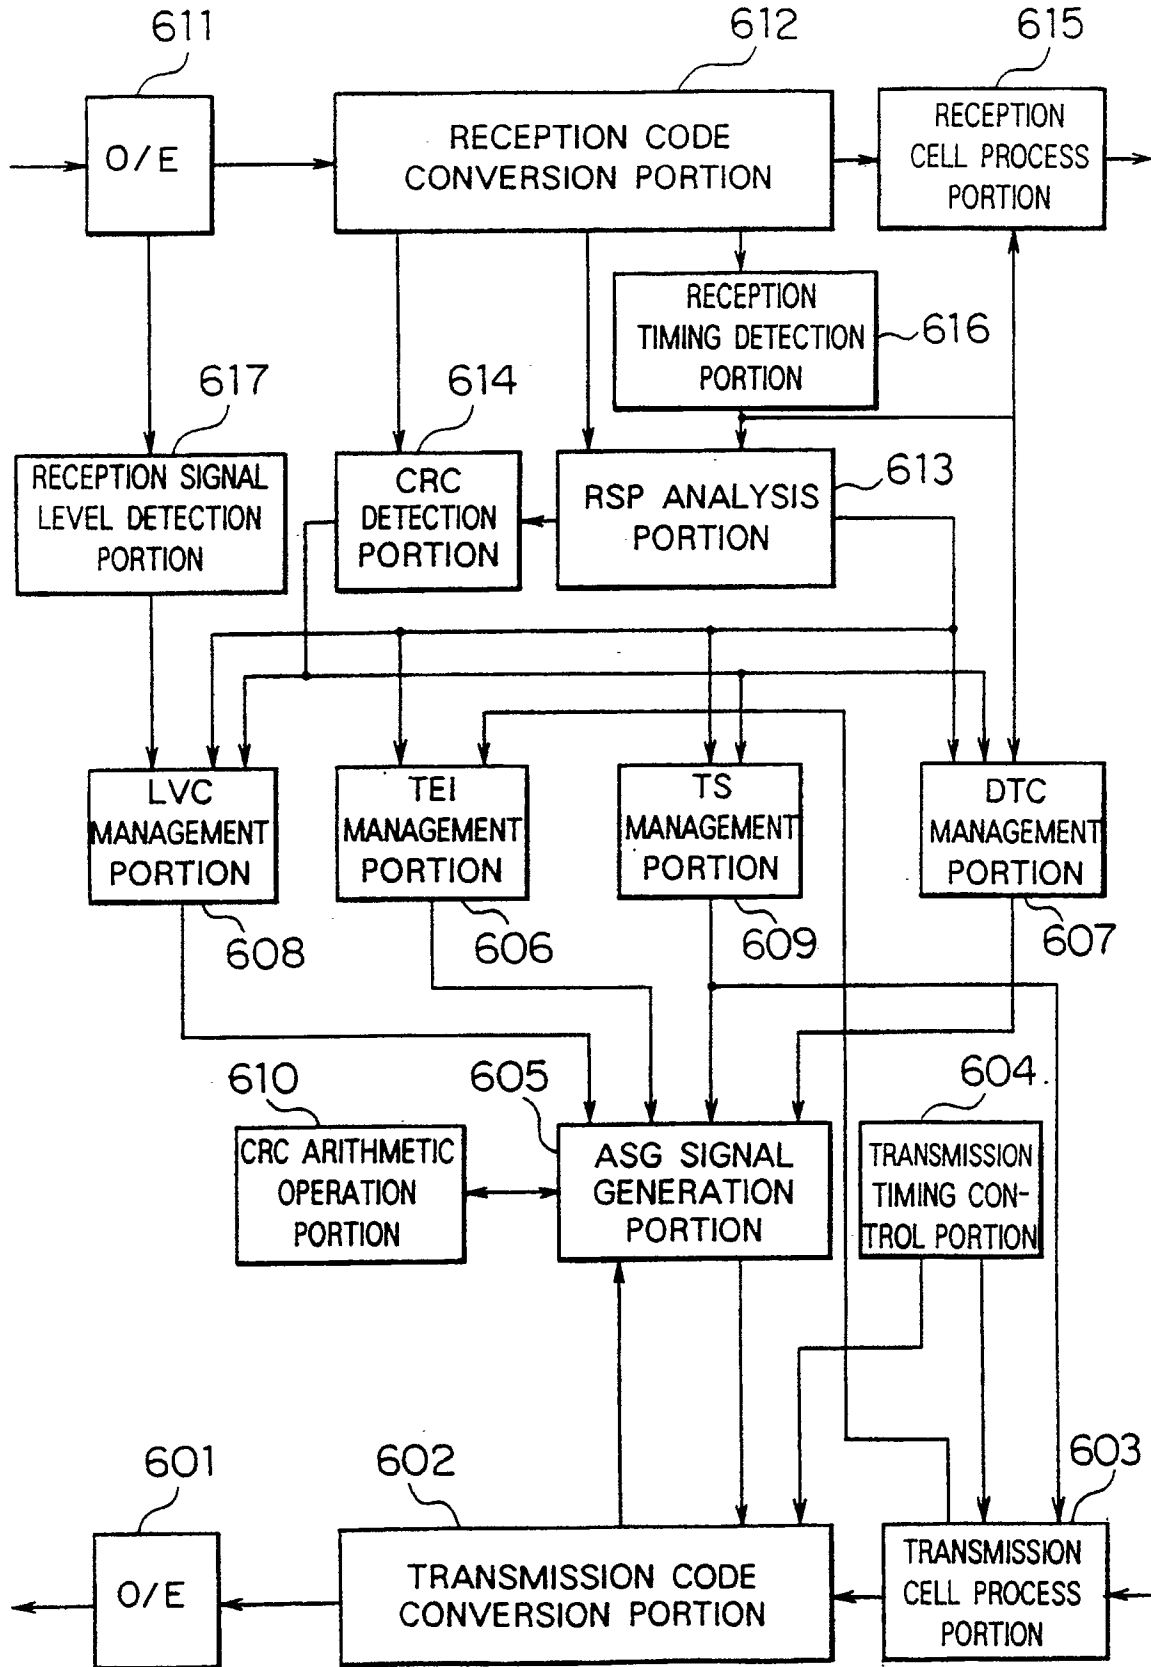 611
612
615
O/E
RECEPTION CODE
CONVERSION PORTION
RECEPTION
CELL PROCESS
PORTION
RECEPTION
TIMING DETECTION
PORTION
616
617
614
613
RECEPTION SIGNAL
LEVEL DETECTION
PORTION
CRC
DETECTION
PORTION
RSP ANALYSIS
PORTION
LVC
MANAGEMENT
PORTION
TEI
MANAGEMENT
PORTION
TS
MANAGEMENT
PORTION
DTC
MANAGEMENT
PORTION
608
606
609
607
610
605
604
CRC ARITHMETIC
OPERATION
PORTION
ASG SIGNAL
GENERATION
PORTION
TRANSMISSION
TIMING CON-
TROL PORTION
601
602
603
O/E
TRANSMISSION CODE
CONVERSION PORTION
TRANSMISSION
CELL PROCESS
PORTION